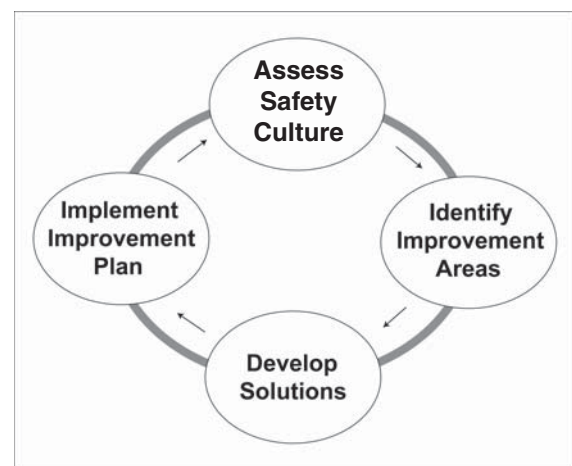 Assess
Safety
Culture
Identify
Improvement
Areas
Develop
Solutions
Implement
Improvement
Plan